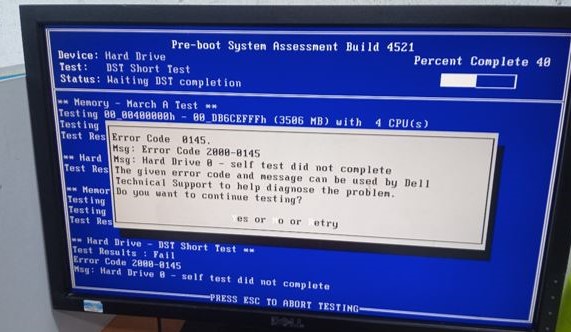 Pre-boot System Assessment Build 4521
Device: Hard Drive
Test: DST Short Test
Status: Waiting DST completion
Percent Complete 40
** Memory - March A Test **
Testing 00_00400000h - 00_DB6CEFFFh (3506 MB) with 4 CPU(s)
Testing
Test Res
** Hard
Test Res
** Memor
Testing
Testing
Test Res
Error Code 0145.
Msg: Error Code 2000-0145
Msg: Hard Drive 0 - self test did not complete
The given error code and message can be used by Dell
Technical Support to help diagnose the problem.
Do you want to continue testing?
es or o or etry
** Hard Drive - DST Short Test **
Test Results : Fail
Error Code 2000-0145
Msg: Hard Drive 0 - self test did not complete
PRESS ESC TO ABORT TESTING
DELL